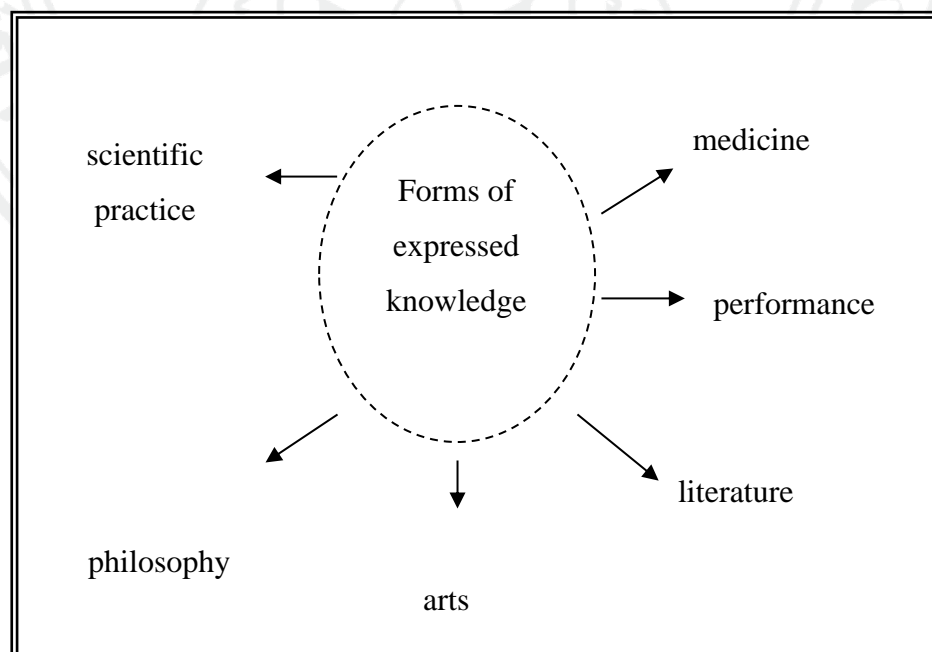 scientific
practice
Forms of
expressed
knowledge
medicine
performance
literature
philosophy
arts